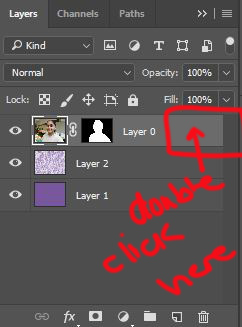 Layers Channels Paths
Kind
Normal Opacity: 100%
Lock: Fill: 100%
Layer 0
Layer 2
Layer 1
double
click
here
fx